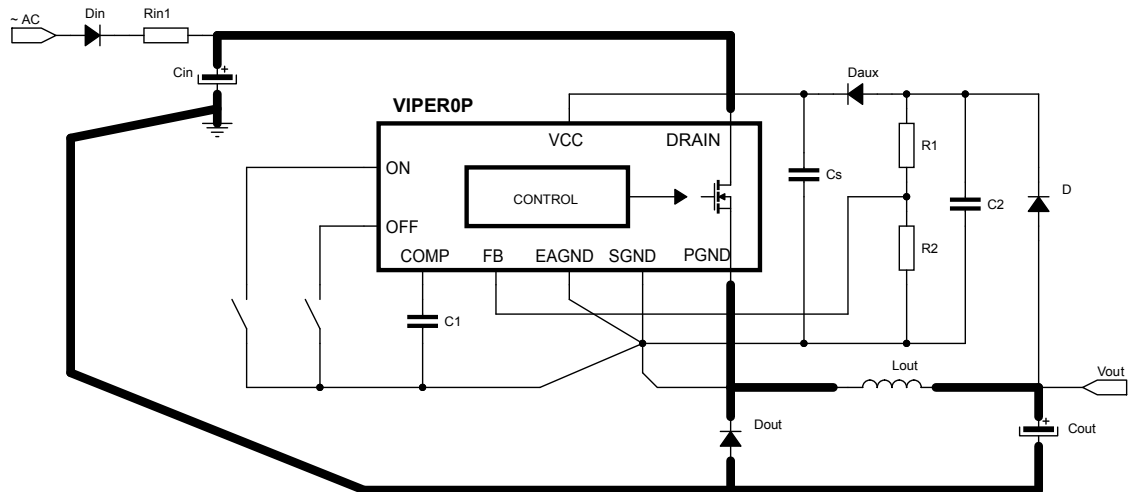 ~ AC
Din
Rin1
Cin
+
VIPER0P
VCC
DRAIN
ON
OFF
CONTROL
COMP
FB
EAGND
SGND
PGND
Daux
Cs
R1
R2
C2
D
C1
Lout
Vout
Dout
+
Cout